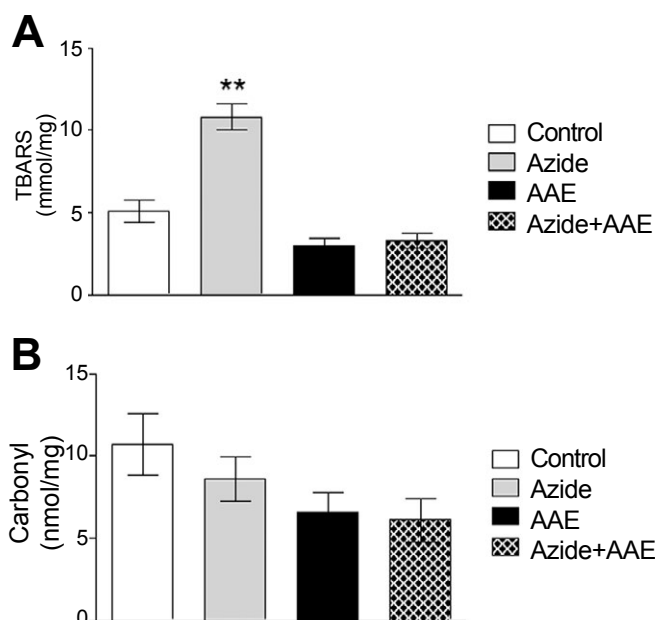 A
15
10
5
0
TBARS
(mmol/mg)
**
Control
Azide
AAE
Azide+AAE
B
15
10
5
0
Carbonyl
(nmol/mg)
Control
Azide
AAE
Azide+AAE